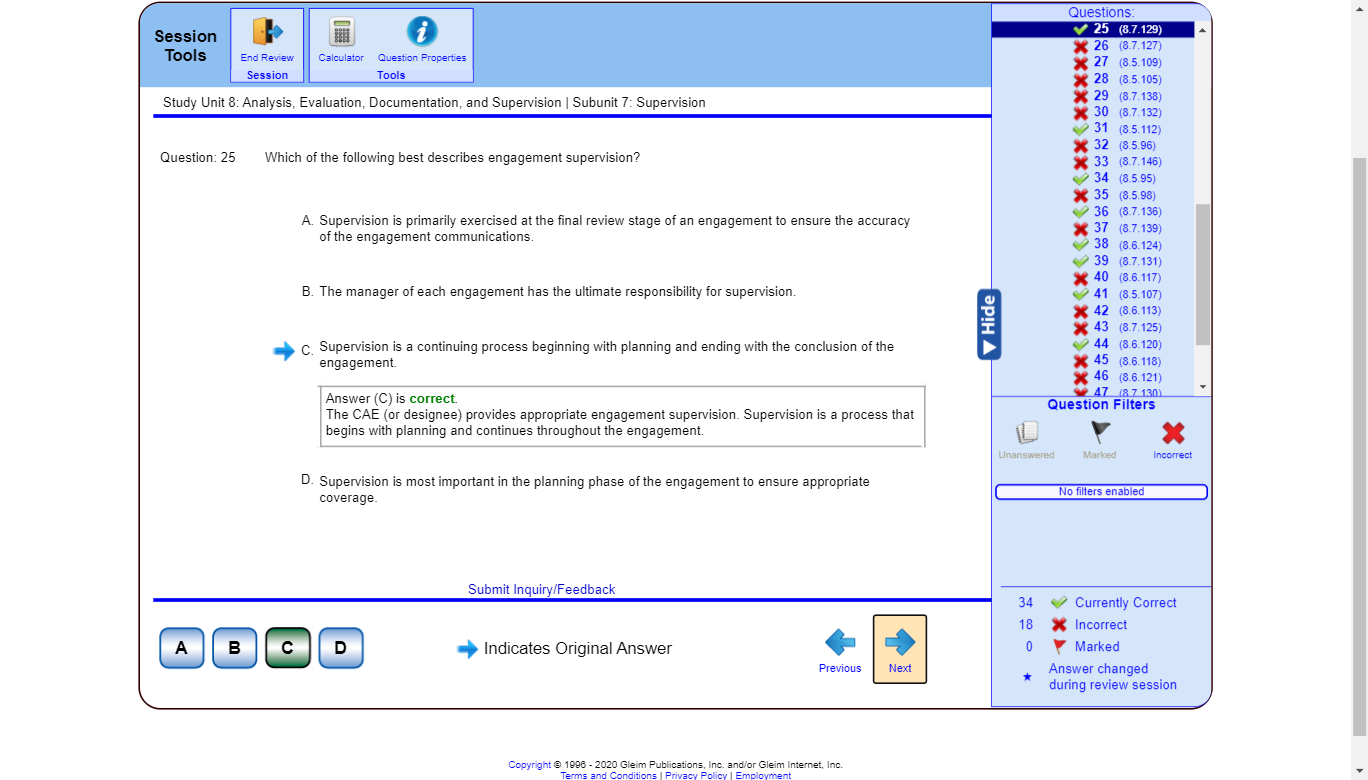 Session Tools
End Review
Session
Calculator
Question Properties
Tools
Study Unit 8: Analysis, Evaluation, Documentation, and Supervision | Subunit 7: Supervision
Question: 25 Which of the following best describes engagement supervision?
A. Supervision is primarily exercised at the final review stage of an engagement to ensure the accuracy
of the engagement communications.
B. The manager of each engagement has the ultimate responsibility for supervision.
C. Supervision is a continuing process beginning with planning and ending with the conclusion of the
engagement.
Answer (C) is correct.
The CAE (or designee) provides appropriate engagement supervision. Supervision is a process that
begins with planning and continues throughout the engagement.
D. Supervision is most important in the planning phase of the engagement to ensure appropriate
coverage.
Submit Inquiry/Feedback
A B C D
Indicates Original Answer
Previous
Next
Hide
Questions:
25 (8.7.129)
26 (8.7.127)
27 (8.5.109)
28 (8.5.105)
29 (8.7.138)
30 (8.7.132)
31 (8.5.112)
32 (8.5.96)
33 (8.7.146)
34 (8.5.95)
35 (8.5.98)
36 (8.7.136)
37 (8.7.139)
38 (8.6.124)
39 (8.7.131)
40 (8.6.117)
41 (8.5.107)
42 (8.6.113)
43 (8.7.125)
44 (8.6.120)
45 (8.6.118)
46 (8.6.121)
47 (8.7.130)
Question Filters
Unanswered
Marked
Incorrect
No filters enabled
34 Currently Correct
18 Incorrect
0 Marked
Answer changed
during review session
Copyright © 1996 - 2020 Gleim Publications, Inc. and/or Gleim Internet, Inc.
Terms and Conditions | Privacy Policy | Employment